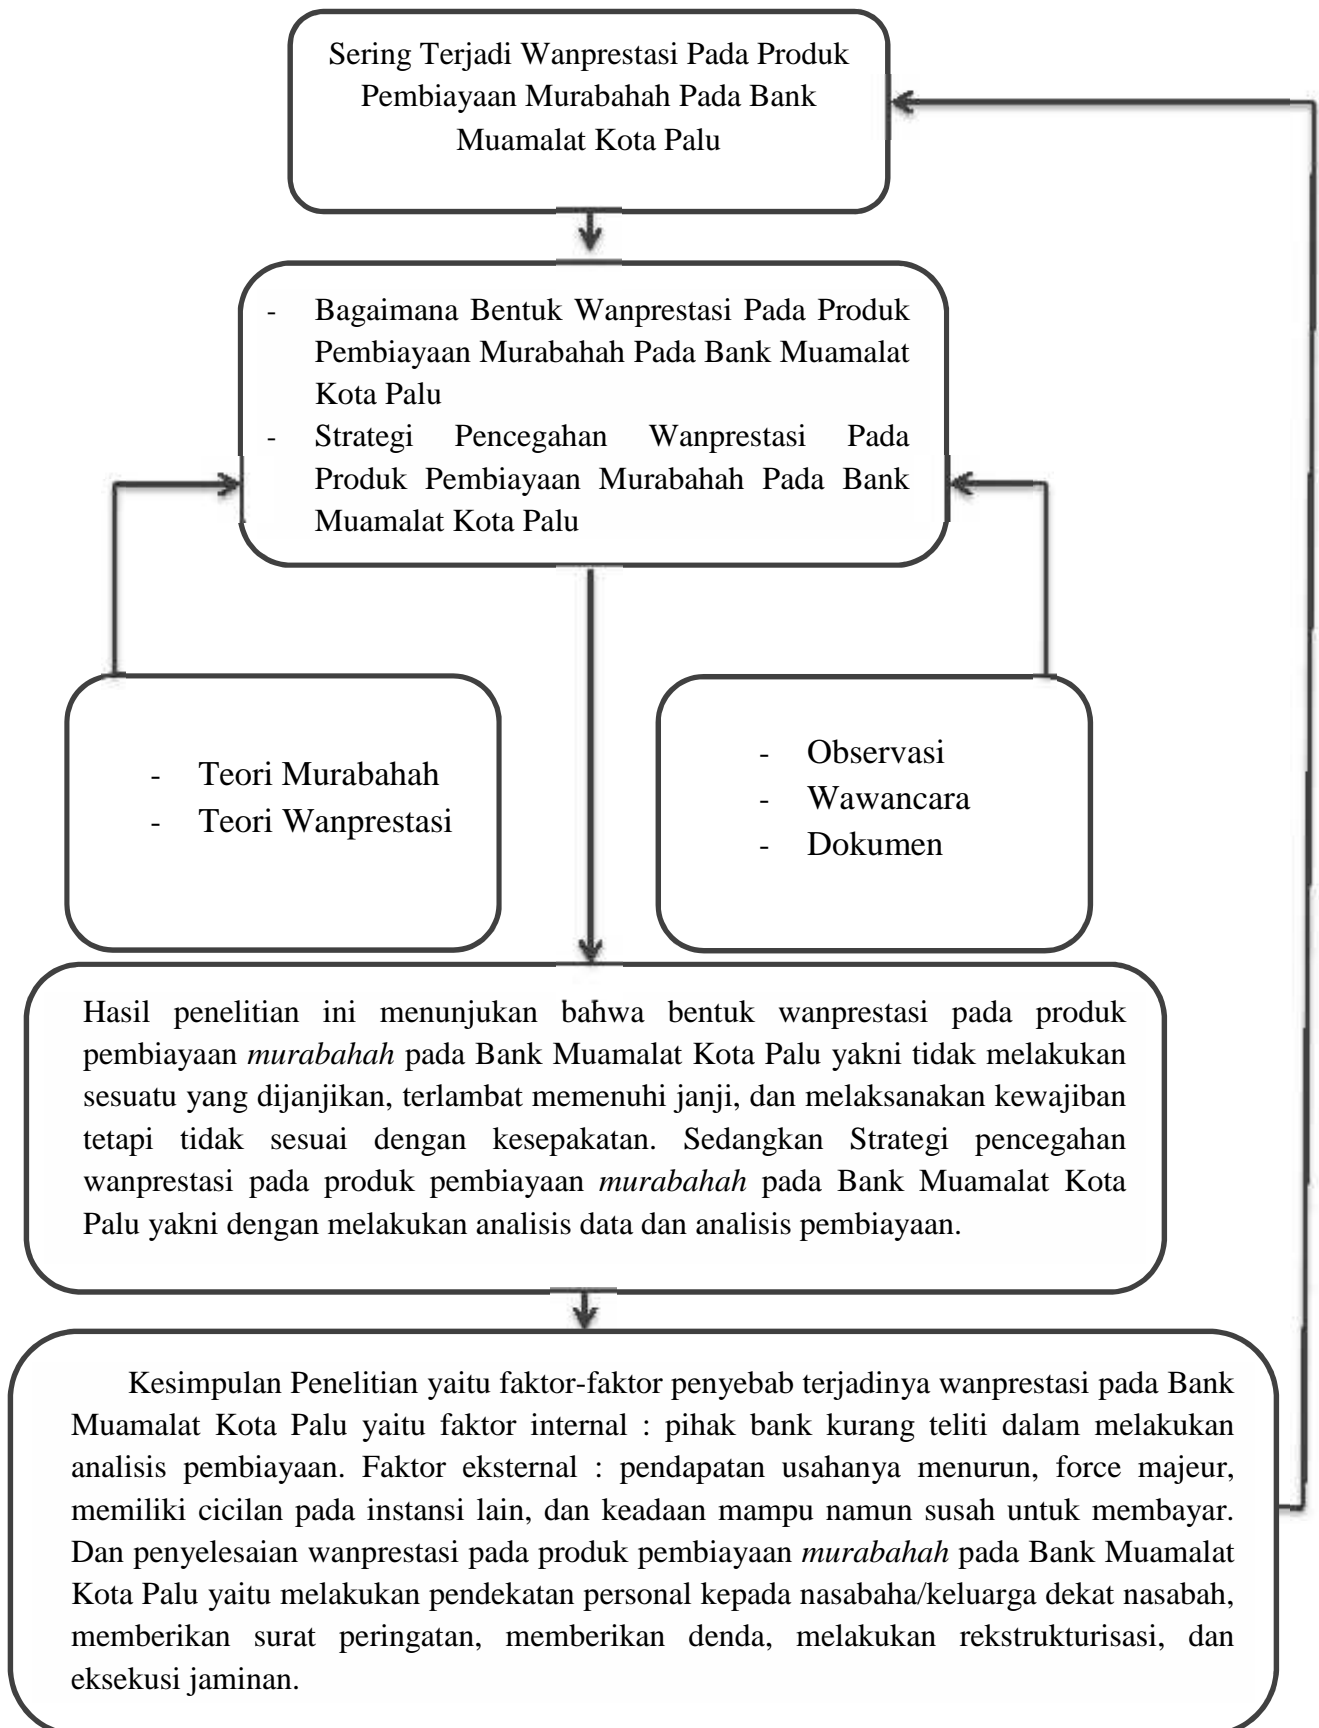 Sering Terjadi Wanprestasi Pada Produk
Pembiayaan Murabahah Pada Bank
Muamalat Kota Palu
- Bagaimana Bentuk Wanprestasi Pada Produk
Pembiayaan Murabahah Pada Bank Muamalat
Kota Palu
- Strategi Pencegahan Wanprestasi Pada
Produk Pembiayaan Murabahah Pada Bank
Muamalat Kota Palu
- Teori Murabahah
- Teori Wanprestasi
- Observasi
- Wawancara
- Dokumen
Hasil penelitian ini menunjukan bahwa bentuk wanprestasi pada produk
pembiayaan murabahah pada Bank Muamalat Kota Palu yakni tidak melakukan
sesuatu yang dijanjikan, terlambat memenuhi janji, dan melaksanakan kewajiban
tetapi tidak sesuai dengan kesepakatan. Sedangkan Strategi pencegahan
wanprestasi pada produk pembiayaan murabahah pada Bank Muamalat Kota
Palu yakni dengan melakukan analisis data dan analisis pembiayaan.
Kesimpulan Penelitian yaitu faktor-faktor penyebab terjadinya wanprestasi pada Bank
Muamalat Kota Palu yaitu faktor internal : pihak bank kurang teliti dalam melakukan
analisis pembiayaan. Faktor eksternal : pendapatan usahanya menurun, force majeur,
memiliki cicilan pada instansi lain, dan keadaan mampu namun susah untuk membayar.
Dan penyelesaian wanprestasi pada produk pembiayaan murabahah pada Bank Muamalat
Kota Palu yaitu melakukan pendekatan personal kepada nasabaha/keluarga dekat nasabah,
memberikan surat peringatan, memberikan denda, melakukan rekstrukturisasi, dan
eksekusi jaminan.